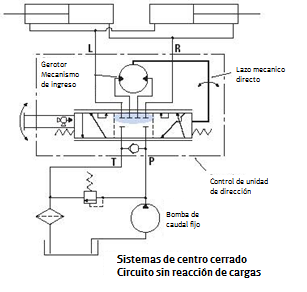 L
R
Gerotor
Mecanismo
de ingreso
Lazo mecanico
directo
T
P
Control de unidad
de dirección
Bomba de
caudal fijo
Sistemas de centro cerrado
Circuito sin reacción de cargas